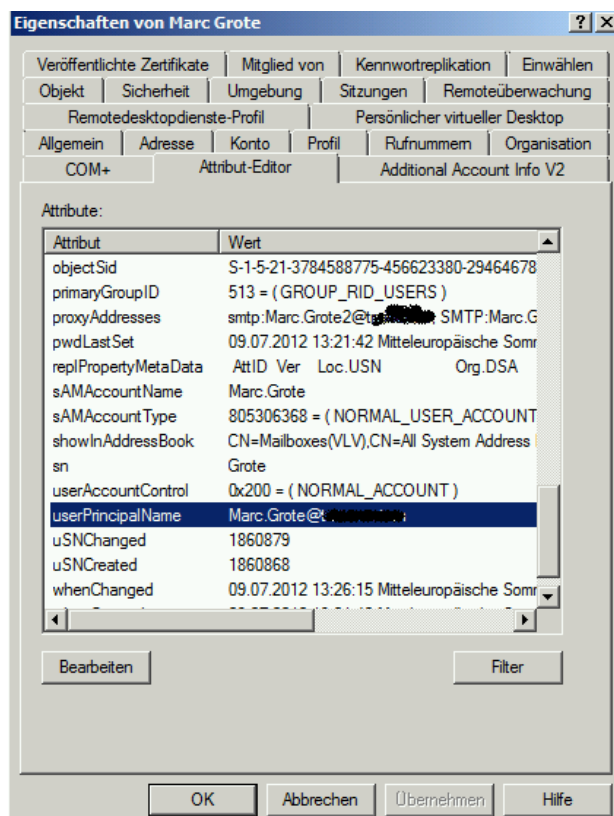 Eigenschaften von Marc Grote
Veröffentlichte Zertifikate Mitglied von Kennwortreplikation Einwählen
Objekt Sicherheit Umgebung Sitzungen Remoteüberwachung
Remotedesktopdienste-Profil Persönlicher virtueller Desktop
Allgemein Adresse Konto Profil Rufnummern Organisation
COM+ Attribut-Editor Additional Account Info V2
Attribute:
Attribut Wert
objectSid S-1-5-21-3784588775-456623380-29464678
primaryGroupID 513 = ( GROUP_RID_USERS )
proxyAddresses smtp:Marc.Grote2@ SMTP:Marc.G
pwdLastSet 09.07.2012 13:21:42 Mitteleuropäische Somr
replPropertyMetaData AttID Ver Loc.USN Org.DSA
sAMAccountName Marc.Grote
sAMAccountType 805306368 = ( NORMAL_USER_ACCOUNT
showInAddressBook CN=Mailboxes(VLV),CN=All System Address
sn Grote
userAccountControl 0x200 = ( NORMAL_ACCOUNT )
userPrincipalName Marc.Grote@
uSNChanged 1860879
uSNCreated 1860868
whenChanged 09.07.2012 13:26:15 Mitteleuropäische Somr
Bearbeiten Filter
OK Abbrechen Übernehmen Hilfe